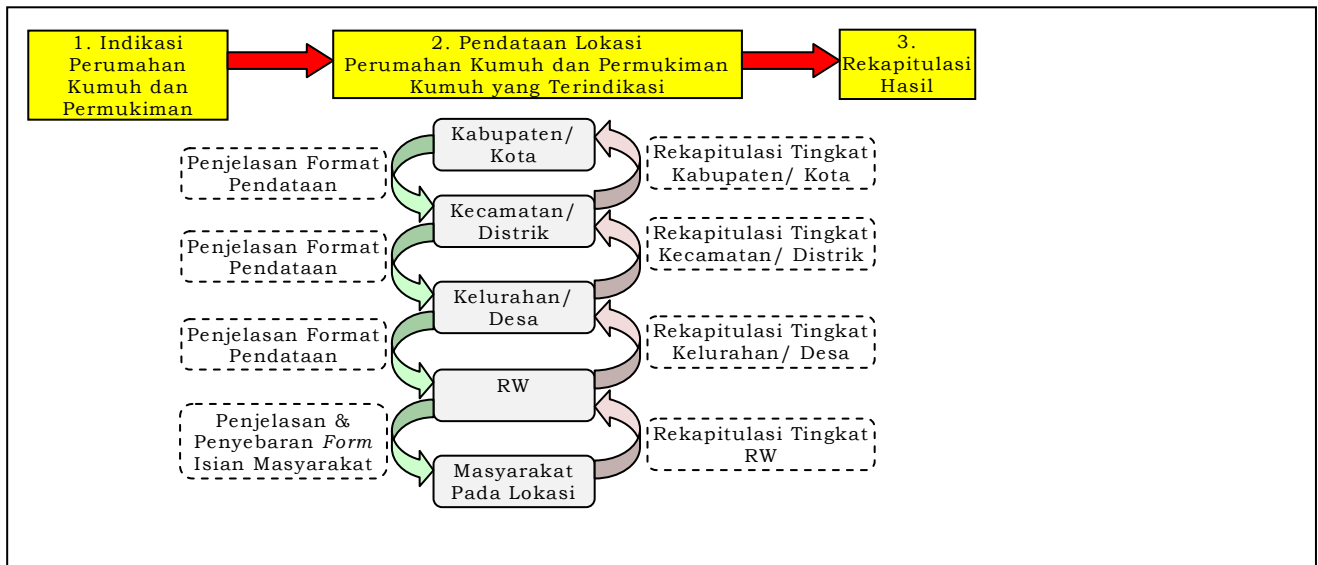 1. Indikasi
Perumahan
Kumuh dan
Permukiman
2. Pendataan Lokasi
Perumahan Kumuh dan Permukiman
Kumuh yang Terindikasi
3.
Rekapitulasi
Hasil
Kabupaten/
Kota
Penjelasan Format
Pendataan
Rekapitulasi Tingkat
Kabupaten/ Kota
Kecamatan/
Distrik
Penjelasan Format
Pendataan
Rekapitulasi Tingkat
Kecamatan/ Distrik
Kelurahan/
Desa
Penjelasan Format
Pendataan
Rekapitulasi Tingkat
Kelurahan/ Desa
RW
Penjelasan &
Penyebaran Form
Isian Masyarakat
Rekapitulasi Tingkat
RW
Masyarakat
Pada Lokasi